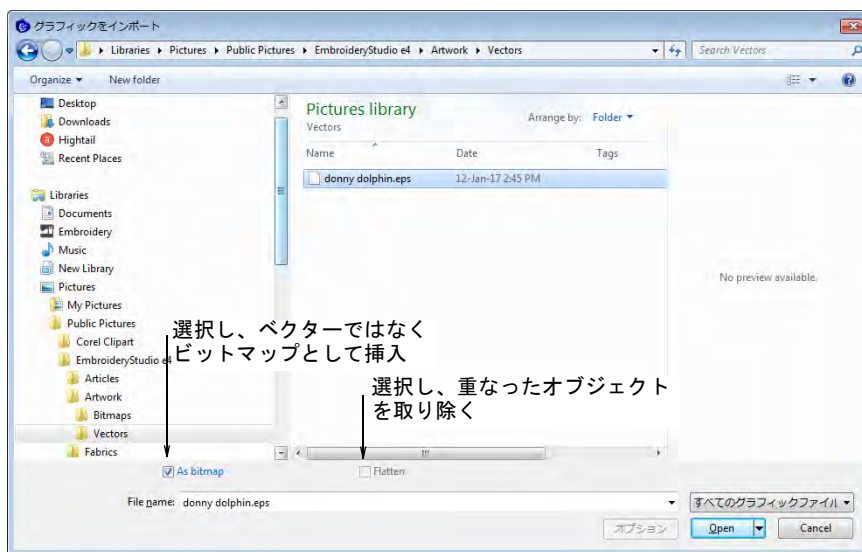 グラフィックをインポート
Libraries ▸ Pictures ▸ Public Pictures ▸ EmbroideryStudio e4 ▸ Artwork ▸ Vectors
Search Vectors
Organize ▾ New folder
Desktop
Downloads
Hightail
Recent Places
Libraries
Documents
Embroidery
Music
New Library
Pictures
My Pictures
Public Pictures
Corel Clipart
EmbroideryStudio e4
Articles
Artwork
Bitmaps
Vectors
Fabrics
Pictures library
Vectors
Arrange by: Folder ▾
Name Date Tags
donny dolphin.eps 12-Jan-17 2:45 PM
No preview available.
選択し、ベクターではなく
ビットマップとして挿入
選択し、重なったオブジェクト
を取り除く
As bitmap
Flatten
File name: donny dolphin.eps
すべてのグラフィックファイル
オプション
Open
Cancel